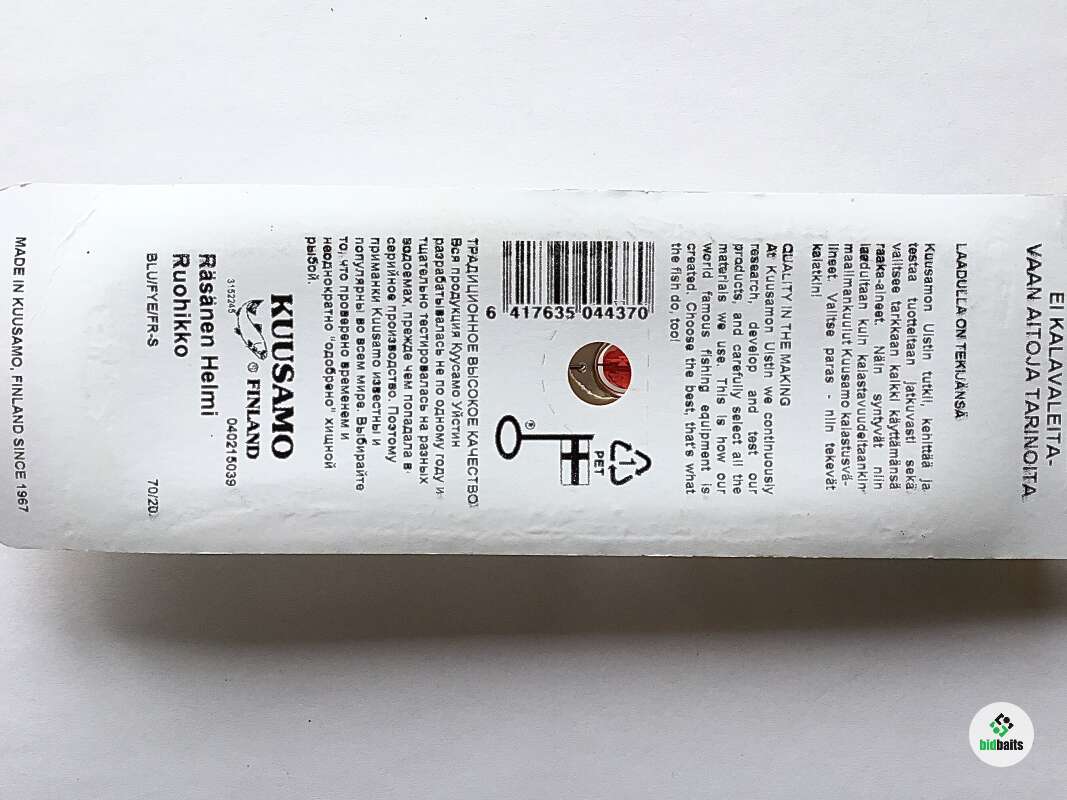 EI KALAVALEITA-
VAAN AITOJA TARINOITA
LAADULLA ON TEKIJÄNSÄ
Kuusamon Uistin tutkii, kehittää ja
testaa tuotteitaan jatkuvasti sekä
valitsee tarkkaan kaikki käyttämänsä
raaka-aineet. Näin syntyvät niin
laadultaan kuin kalastavuudeltaankin
maailmankuulut Kuusamo kalastusvä-
lineet. Valitse paras - niin tekevät
kalatkin!
QUALITY IN THE MAKING
At Kuusamon Uistin we continuously
research, develop and test our
products, and carefully select all the
materials we use. This is how our
world famous fishing equipment is
created. Choose the best, that's what
the fish do, too!
1
PET
®
6 417635 044370
ТРАДИЦИОННОЕ ВЫСОКОЕ КАЧЕСТВО!
Вся продукция Куусамо Уйстин
разрабатывалась не по одному году и
тщательно тестировалась на разных
водоемах, прежде чем попадала в
серийное производство. Поэтому
приманки Kuusamo известны и
популярны во всем мире. Выбирайте
то, что проверено временем и
неоднократно "одобрено" хищной
рыбой.
KUUSAMO
® FINLAND
3152245
040215039
Räsänen Helmi
Ruohikko
BLU/FYE/FR-S
70/20
MADE IN KUUSAMO, FINLAND SINCE 1967
bidbaits